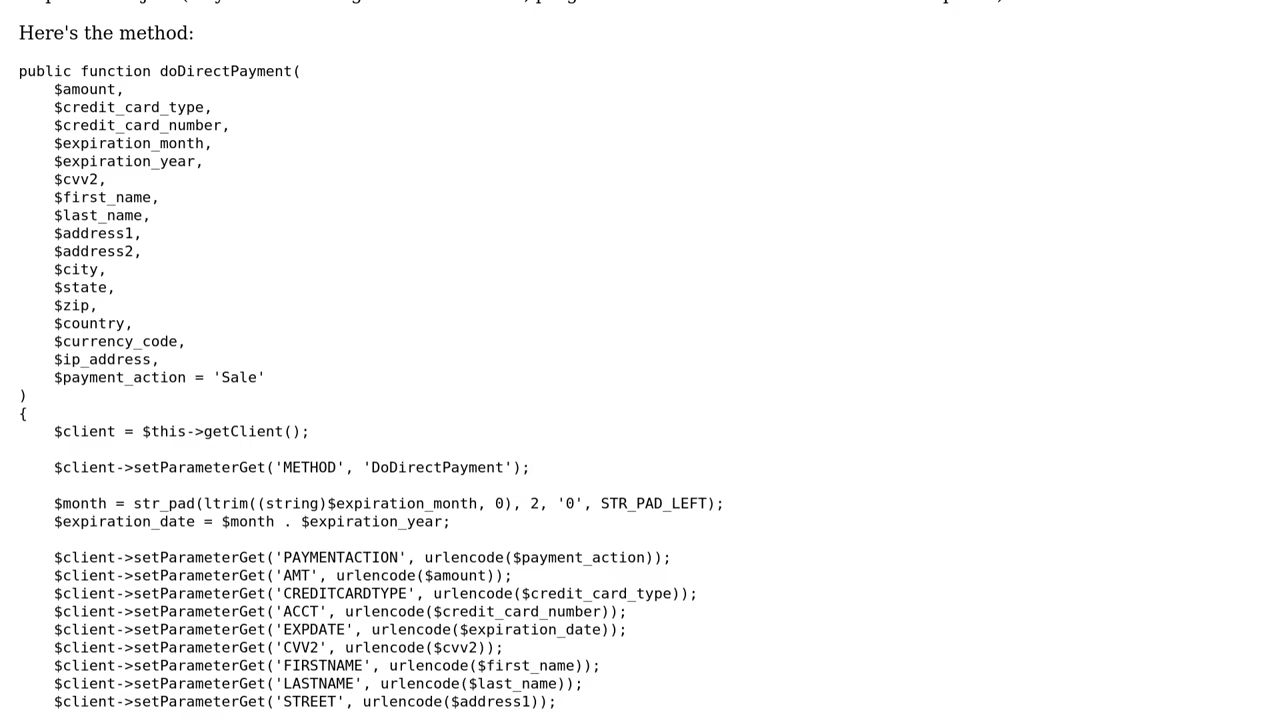 Here's the method:
public function doDirectPayment(
    $amount,
    $credit_card_type,
    $credit_card_number,
    $expiration_month,
    $expiration_year,
    $cvv2,
    $first_name,
    $last_name,
    $address1,
    $address2,
    $city,
    $state,
    $zip,
    $country,
    $currency_code,
    $ip_address,
    $payment_action = 'Sale'
)
{
    $client = $this->getClient();
    $client->setParameterGet('METHOD', 'DoDirectPayment');
    $month = str_pad(ltrim((string)$expiration_month, 0), 2, '0', STR_PAD_LEFT);
    $expiration_date = $month . $expiration_year;
    $client->setParameterGet('PAYMENTACTION', urlencode($payment_action));
    $client->setParameterGet('AMT', urlencode($amount));
    $client->setParameterGet('CREDITCARDTYPE', urlencode($credit_card_type));
    $client->setParameterGet('ACCT', urlencode($credit_card_number));
    $client->setParameterGet('EXPDATE', urlencode($expiration_date));
    $client->setParameterGet('CVV2', urlencode($cvv2));
    $client->setParameterGet('FIRSTNAME', urlencode($first_name));
    $client->setParameterGet('LASTNAME', urlencode($last_name));
    $client->setParameterGet('STREET', urlencode($address1));